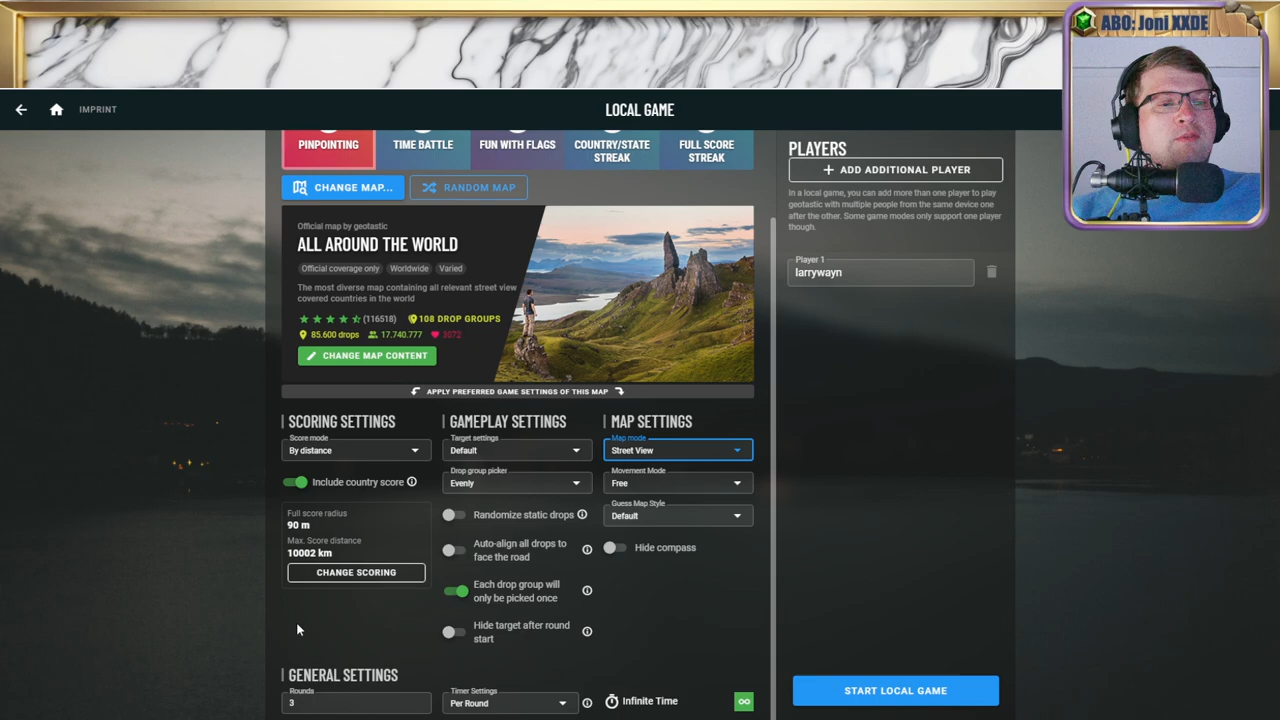 ABO: Joni XXDE
IMPRINT
LOCAL GAME
PINPOINTING
TIME BATTLE
FUN WITH FLAGS
COUNTRY/STATE
STREAK
FULL SCORE
STREAK
CHANGE MAP...
RANDOM MAP
Official map by geotastic
ALL AROUND THE WORLD
Official coverage only
Worldwide
Varied
The most diverse map containing all relevant street view
covered countries in the world
(116518)
108 DROP GROUPS
85.600 drops
17.740.777
3072
CHANGE MAP CONTENT
APPLY PREFERRED GAME SETTINGS OF THIS MAP
SCORING SETTINGS
Score mode
By distance
Include country score
Full score radius
90 m
Max. Score distance
10002 km
CHANGE SCORING
GAMEPLAY SETTINGS
Target settings
Default
Drop group picker
Evenly
Randomize static drops
Auto-align all drops to
face the road
Each drop group will
only be picked once
Hide target after round
start
MAP SETTINGS
Map mode
Street View
Movement Mode
Free
Guess Map Style
Default
Hide compass
GENERAL SETTINGS
Rounds
3
Timer Settings
Per Round
Infinite Time
PLAYERS
ADD ADDITIONAL PLAYER
In a local game, you can add more than one player to play
geotastic with multiple people from the same device one
after the other. Some game modes only support one player
though.
Player 1
larrywayn
START LOCAL GAME